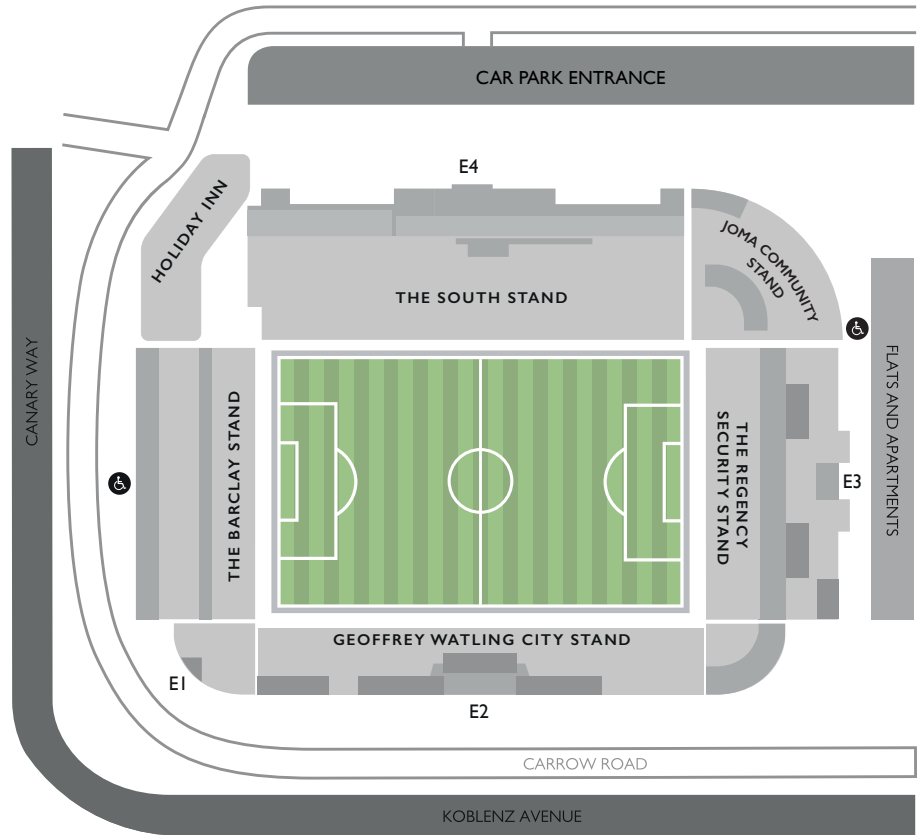 CAR PARK ENTRANCE
E4
HOLIDAY INN
JOMA COMMUNITY
STAND
THE SOUTH STAND
CANARY WAY
THE BARCLAY STAND
THE REGENCY
SECURITY STAND
E3
FLATS AND APARTMENTS
GEOFFREY WATLING CITY STAND
E1
E2
CARROW ROAD
KOBLENZ AVENUE